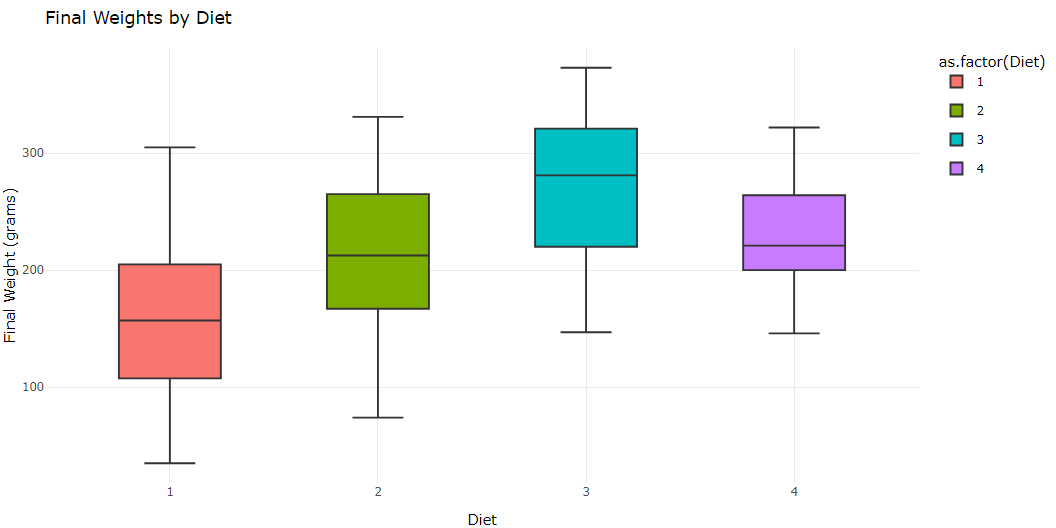 Final Weights by Diet
as.factor(Diet)
1
2
3
4
Final Weight (grams)
300
200
100
1 2 3 4
Diet